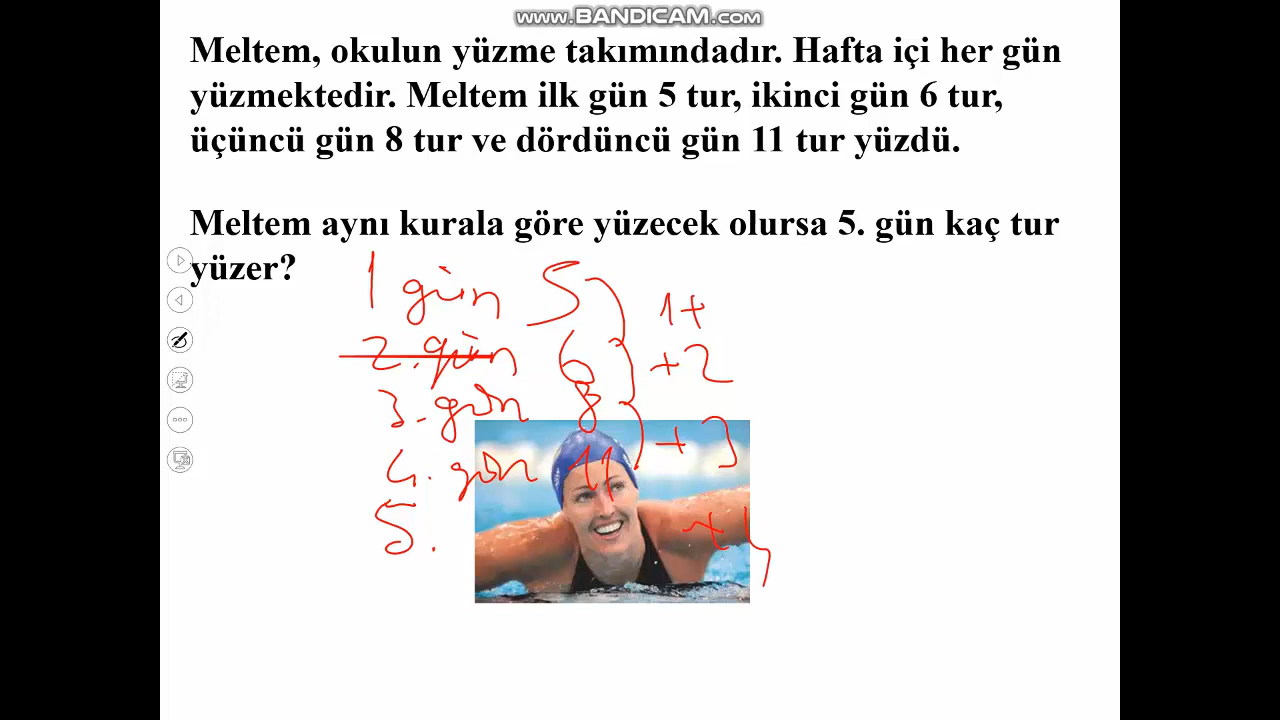 www.BANDICAM.com
Meltem, okulun yüzme takımındadır. Hafta içi her gün
yüzmektedir. Meltem ilk gün 5 tur, ikinci gün 6 tur,
üçüncü gün 8 tur ve dördüncü gün 11 tur yüzdü.
Meltem aynı kurala göre yüzecek olursa 5. gün kaç tur
yüzer?
1 gün 5
1+
2. gün 6
+2
3. gün 8
+3
4. gün 11
5.
+4